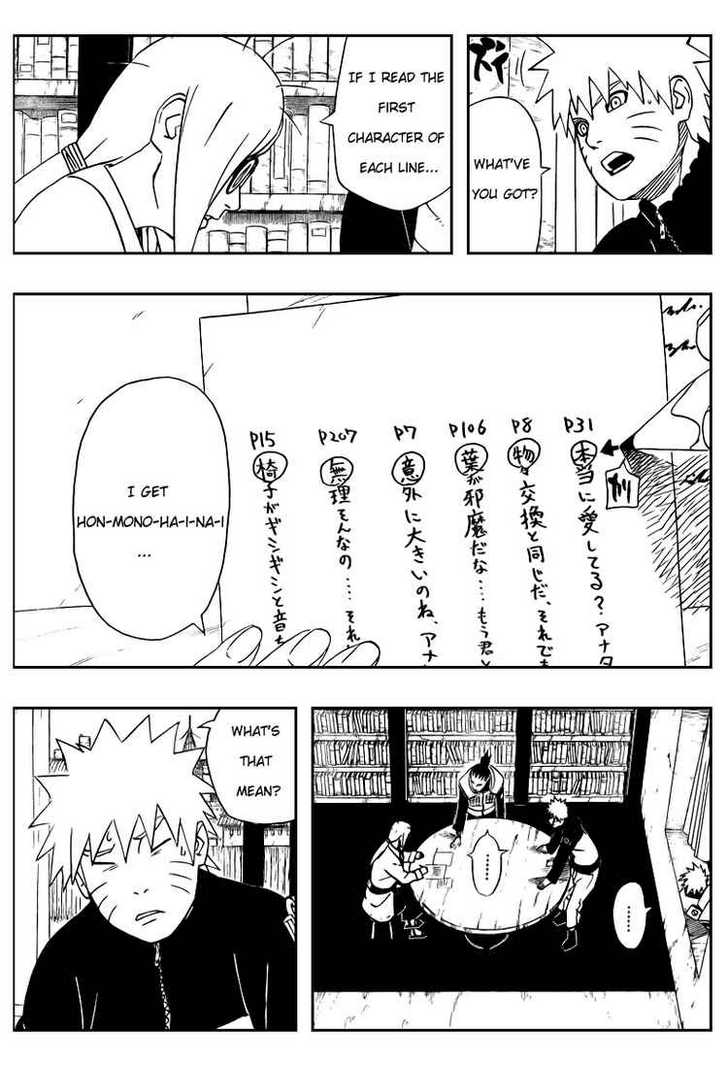 ズイ
WHAT'VE
YOU GOT?
IF I READ THE
FIRST
CHARACTER OF
EACH LINE...
カリ
P31
本当に愛してる?アナタ
P8
物々交換と同じだ、それでも
P106
葉が邪魔だな....もう君と
P7
意外に大きいのね、アナ
P207
無理そんなの....それ
P15
椅子がギシギシと音
I GET
HON-MONO-HA-I-NA-I
...
WHAT'S
THAT
MEAN?
......
......